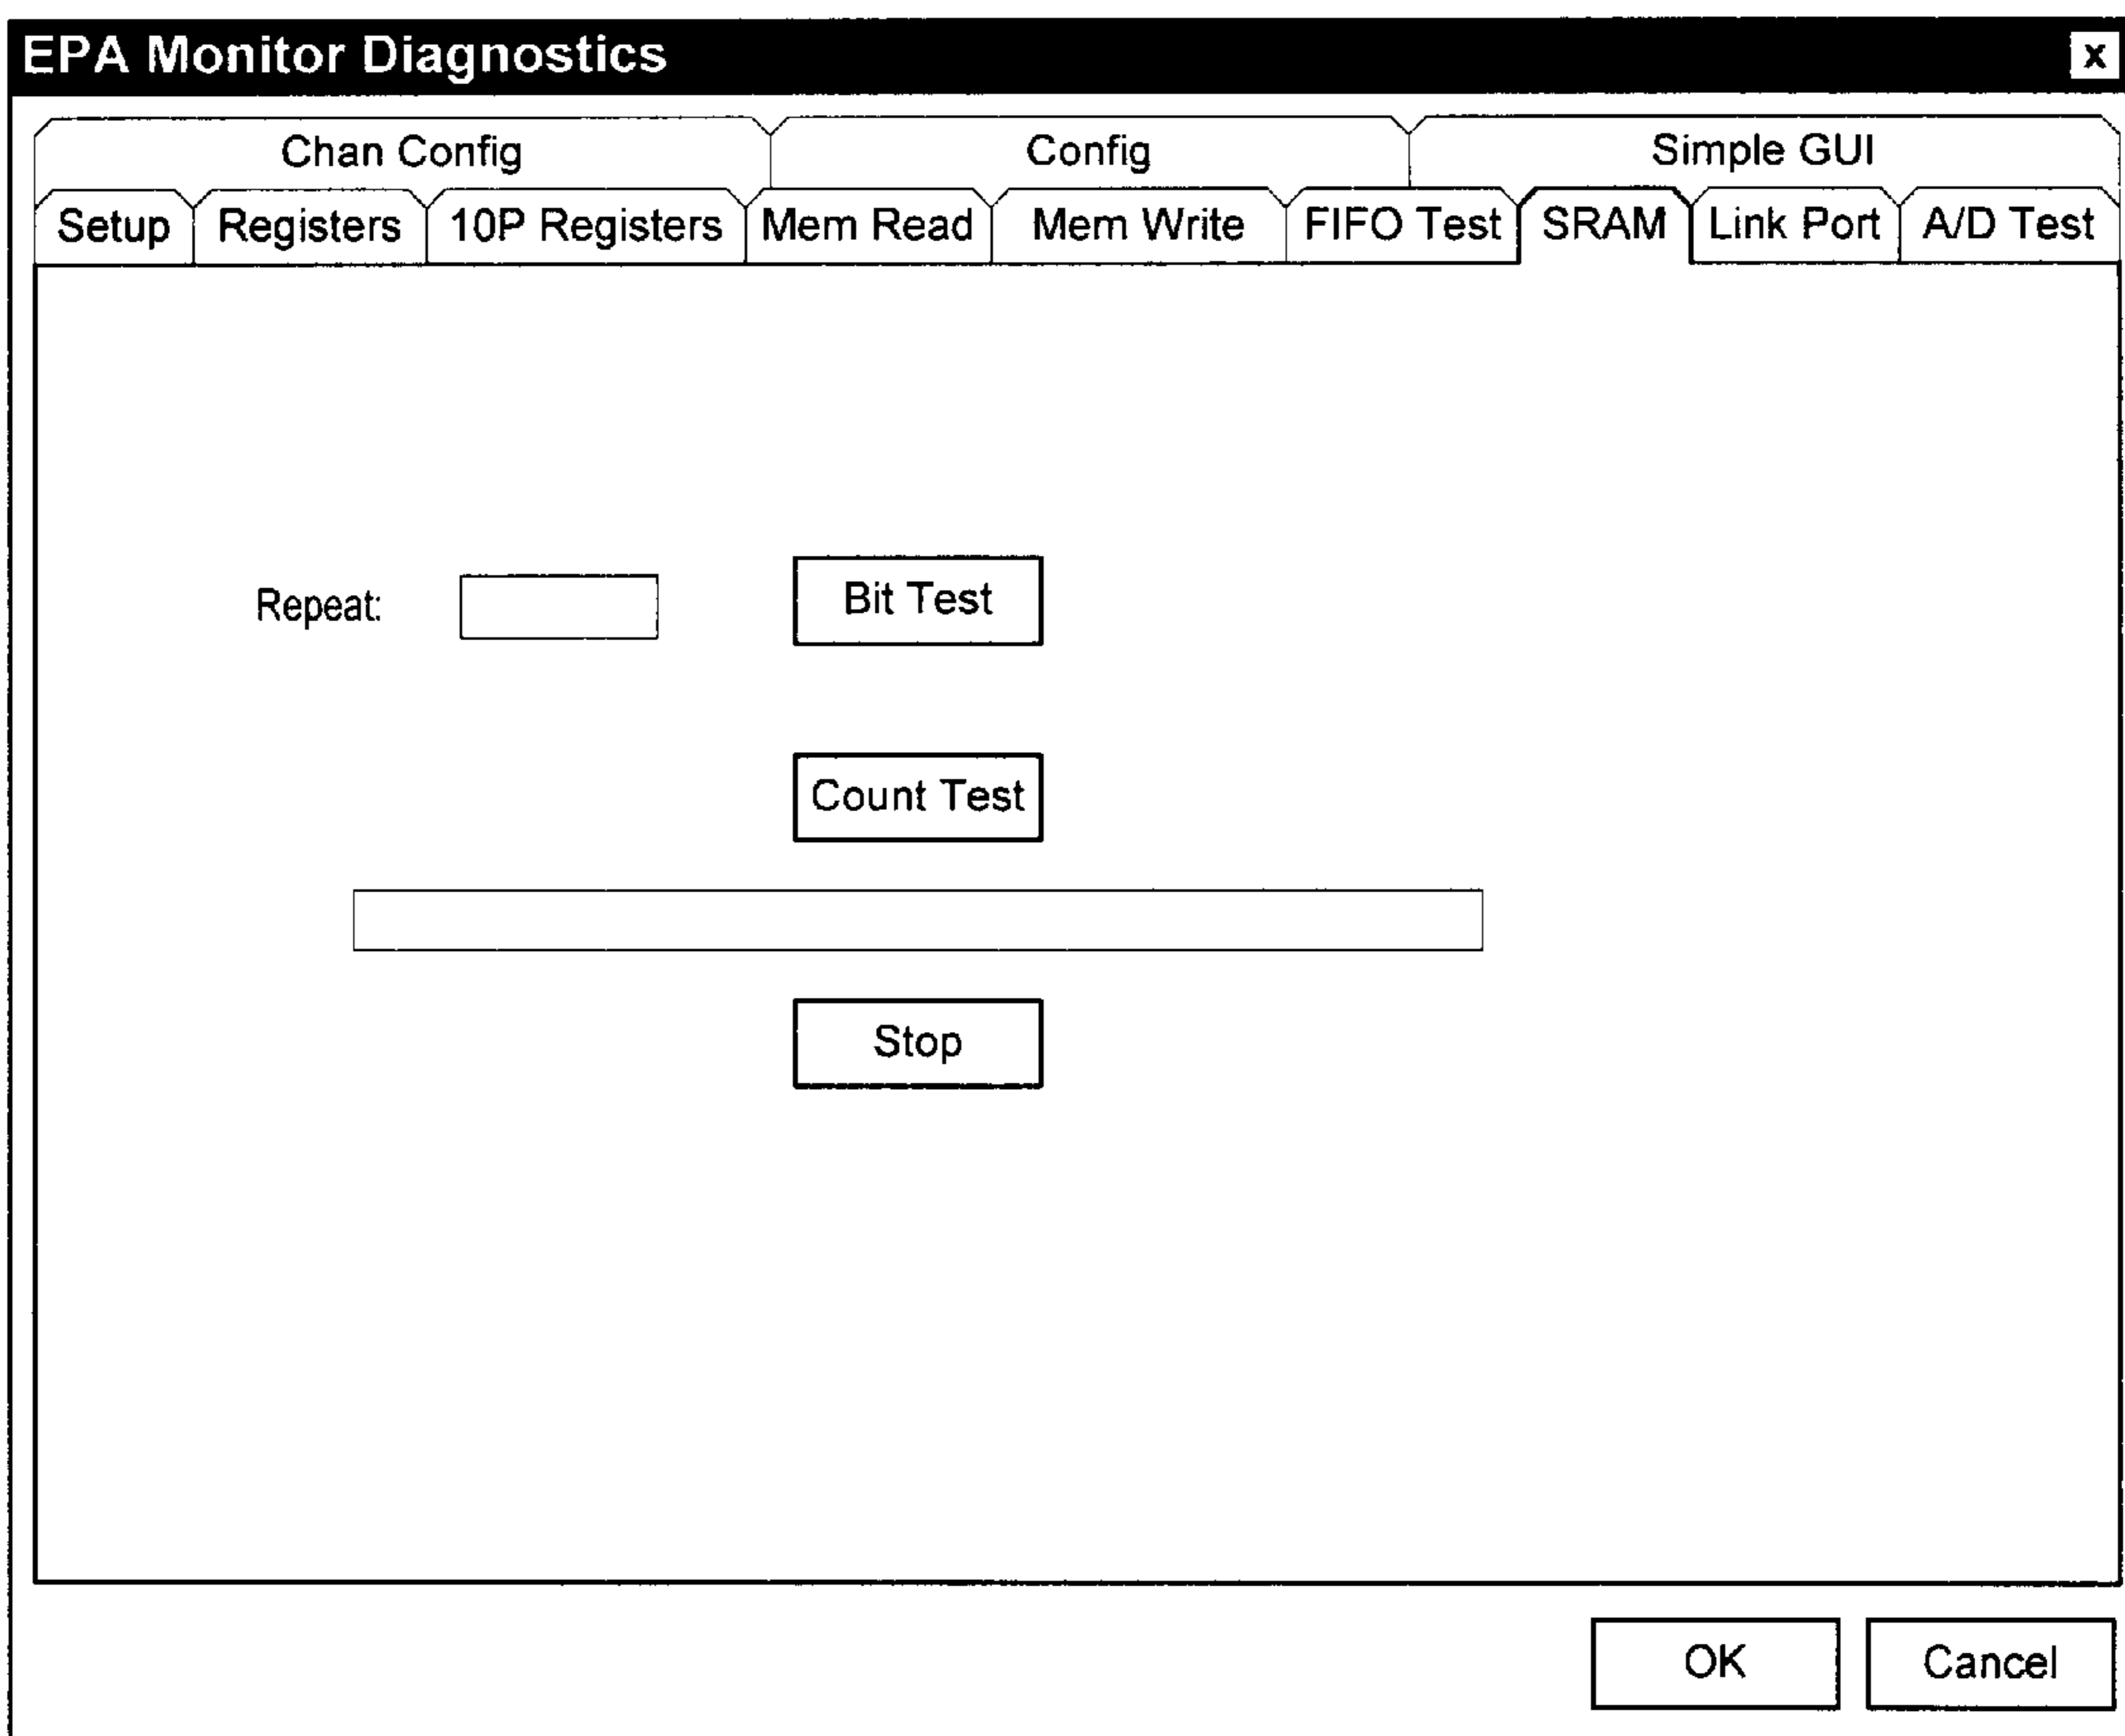 EPA Monitor Diagnostics x
Chan Config Config Simple GUI
Setup Registers 10P Registers Mem Read Mem Write FIFO Test SRAM Link Port A/D Test
Repeat: Bit Test
Count Test
Stop
OK Cancel